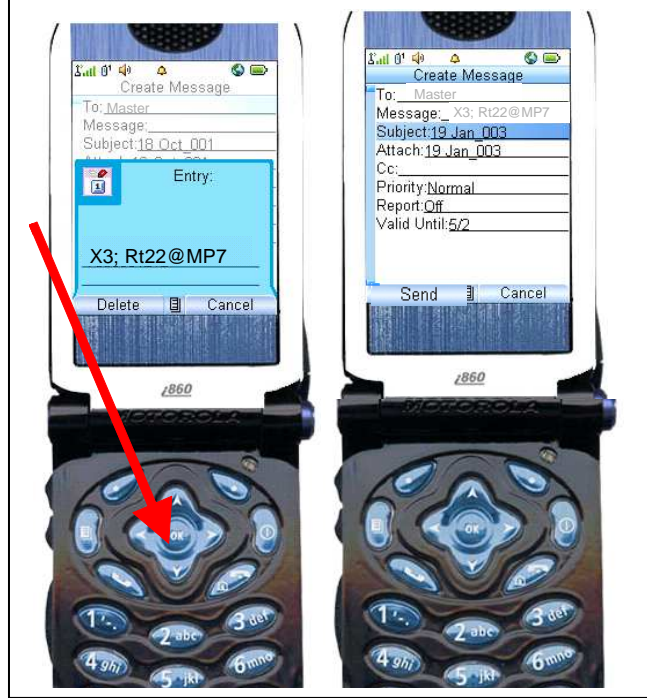 Create Message
To: Master
Message:
Subject:18 Oct_001
Entry:
X3; Rt22@MP7
Delete Cancel
i860
MOTOROLA
OK
1
2 abc
3 def
4 ghi
5 jkl
6 mno
Create Message
To: Master
Message: X3; Rt22@MP7
Subject:19 Jan_003
Attach:19 Jan_003
Cc:
Priority:Normal
Report:Off
Valid Until:5/2
Send Cancel
i860
MOTOROLA
OK
1
2 abc
3 def
4 ghi
5 jkl
6 mno